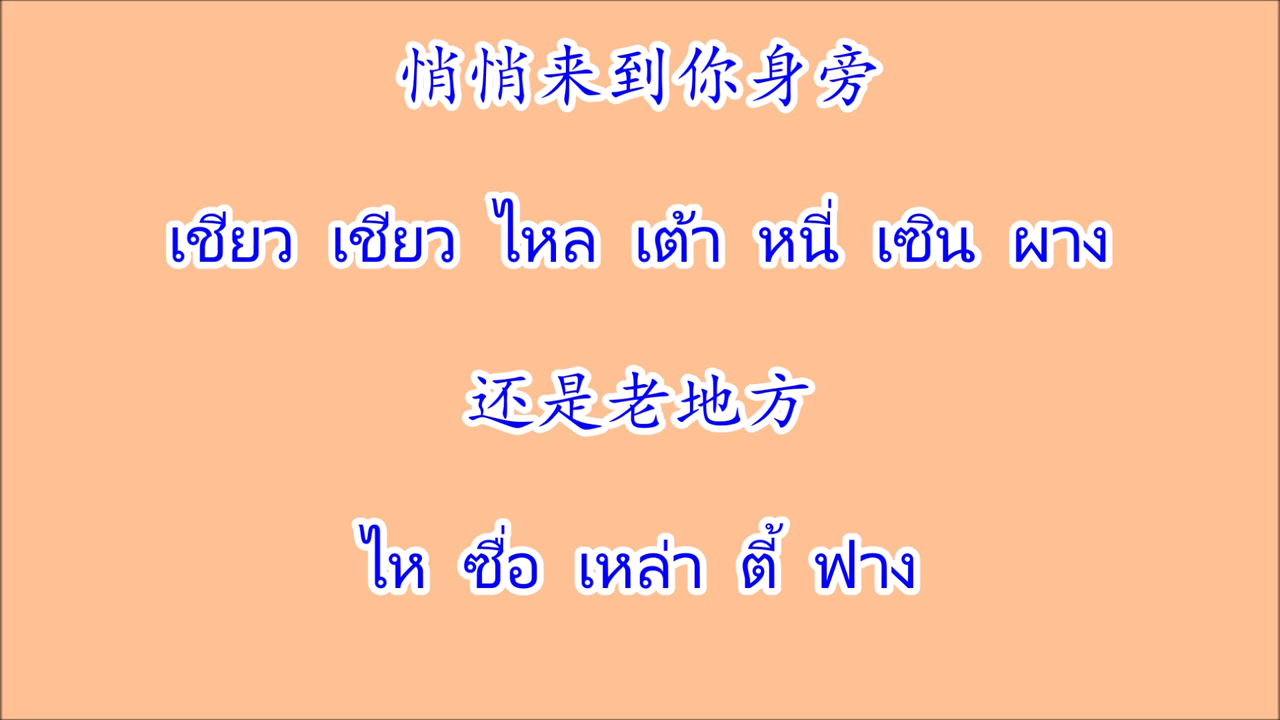 悄悄来到你身旁
เชียว เชียว ไหล เต้า หนี่ เซิน ผาง
还是老地方
ไห ซื่อ เหล่า ตี้ ฟาง